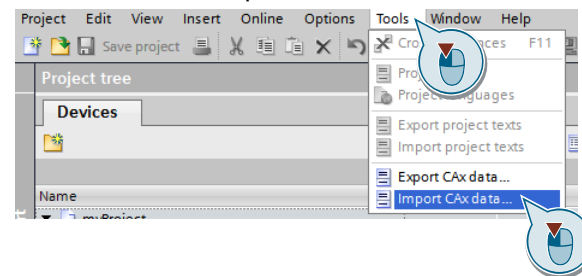 Project Edit View Insert Online Options Tools Window Help
Save project
Project tree
Devices
Name
myProject
F11
Export project texts
Import project texts
Export CAx data...
Import CAx data...